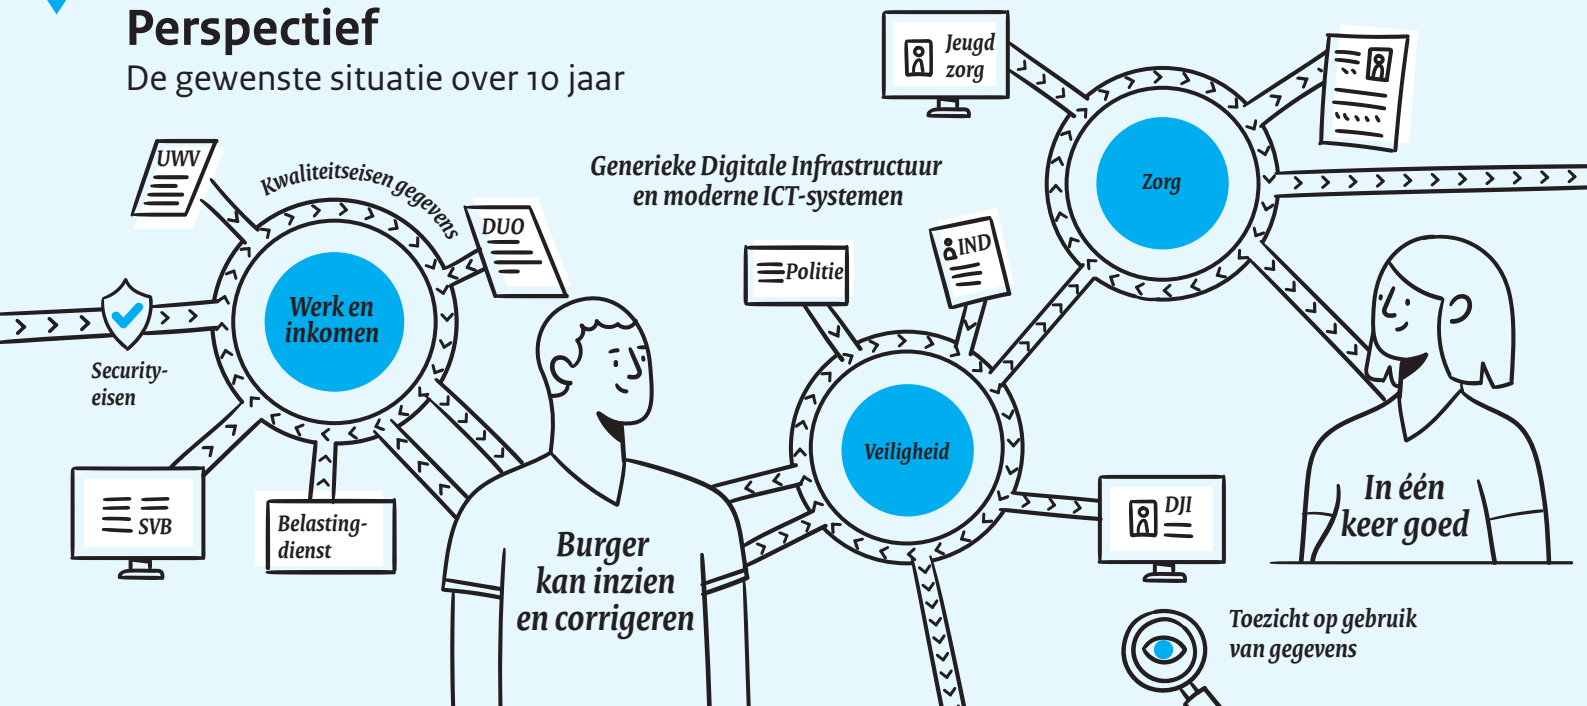 Perspectief
De gewenste situatie over 10 jaar
Jeugd
zorg
UWV
Kwaliteitseisen gegevens
DUO
Generieke Digitale Infrastructuur
en moderne ICT-systemen
Zorg
Politie
IND
Werk en
inkomen
Security-
eisen
SVB
Belasting-
dienst
Veiligheid
DJI
Burger
kan inzien
en corrigeren
In één
keer goed
Toezicht op gebruik
van gegevens